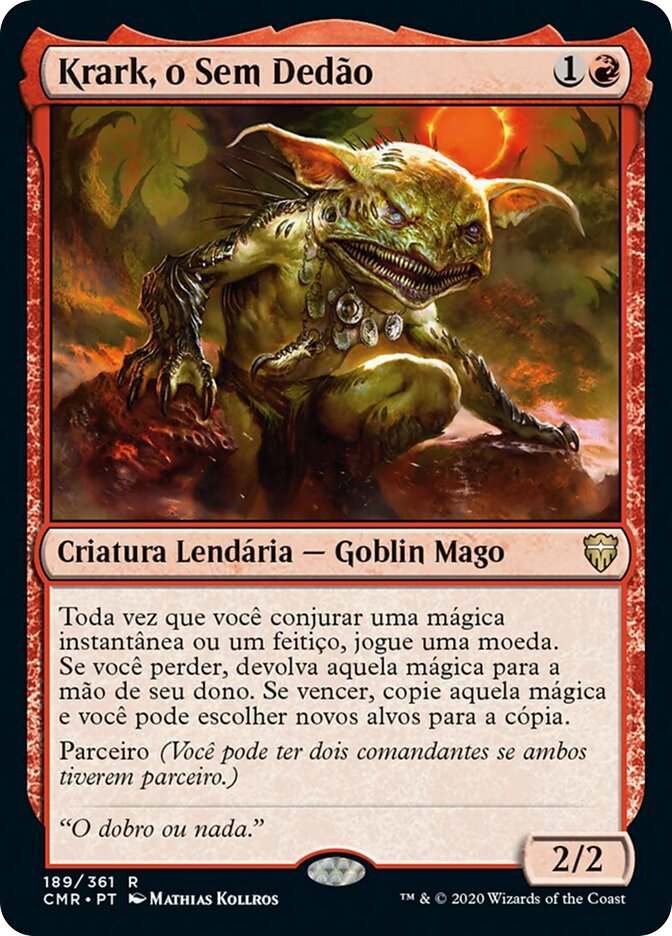 Krark, o Sem Dedão 1
Criatura Lendária — Goblin Mago
Toda vez que você conjurar uma mágica
instantânea ou um feitiço, jogue uma moeda.
Se você perder, devolva aquela mágica para a
mão de seu dono. Se vencer, copie aquela mágica
e você pode escolher novos alvos para a cópia.
Parceiro (Você pode ter dois comandantes se ambos
tiverem parceiro.)
“O dobro ou nada.”
2/2
189/361 R
CMR • PT Mathias Kollros
™ & © 2020 Wizards of the Coast